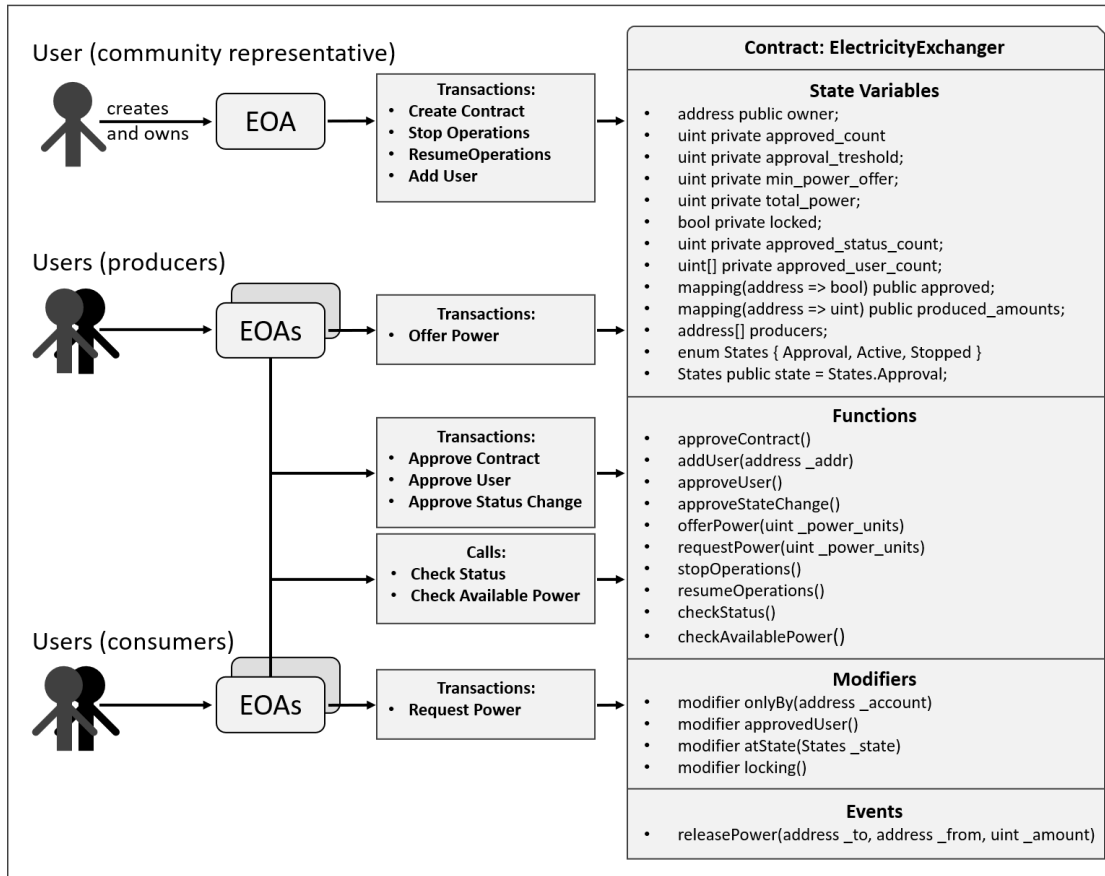 User (community representative)
creates
and owns
EOA
Transactions:
• Create Contract
• Stop Operations
• ResumeOperations
• Add User
Users (producers)
EOAs
Transactions:
• Offer Power
Transactions:
• Approve Contract
• Approve User
• Approve Status Change
Calls:
• Check Status
• Check Available Power
Users (consumers)
EOAs
Transactions:
• Request Power
Contract: ElectricityExchanger
State Variables
• address public owner;
• uint private approved_count
• uint private approval_treshold;
• uint private min_power_offer;
• uint private total_power;
• bool private locked;
• uint private approved_status_count;
• uint[] private approved_user_count;
• mapping(address => bool) public approved;
• mapping(address => uint) public produced_amounts;
• address[] producers;
• enum States { Approval, Active, Stopped }
• States public state = States.Approval;
Functions
• approveContract()
• addUser(address _addr)
• approveUser()
• approveStateChange()
• offerPower(uint _power_units)
• requestPower(uint _power_units)
• stopOperations()
• resumeOperations()
• checkStatus()
• checkAvailablePower()
Modifiers
• modifier onlyBy(address _account)
• modifier approvedUser()
• modifier atState(States _state)
• modifier locking()
Events
• releasePower(address _to, address _from, uint _amount)